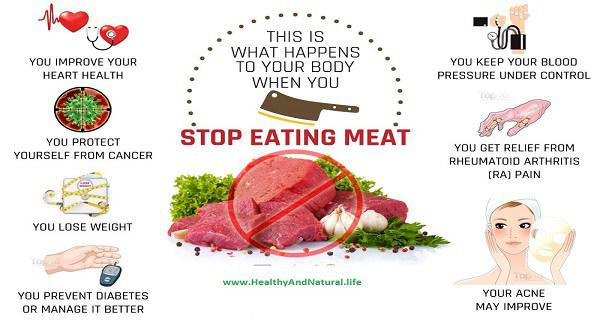 THIS IS
WHAT HAPPENS
TO YOUR BODY
WHEN YOU
STOP EATING MEAT
YOU IMPROVE YOUR
HEART HEALTH
YOU PROTECT
YOURSELF FROM CANCER
YOU LOSE WEIGHT
YOU PREVENT DIABETES
OR MANAGE IT BETTER
YOU KEEP YOUR BLOOD
PRESSURE UNDER CONTROL
YOU GET RELIEF FROM
RHEUMATOID ARTHRITIS
(RA) PAIN
YOUR ACNE
MAY IMPROVE
www.HealthyAndNatural.life